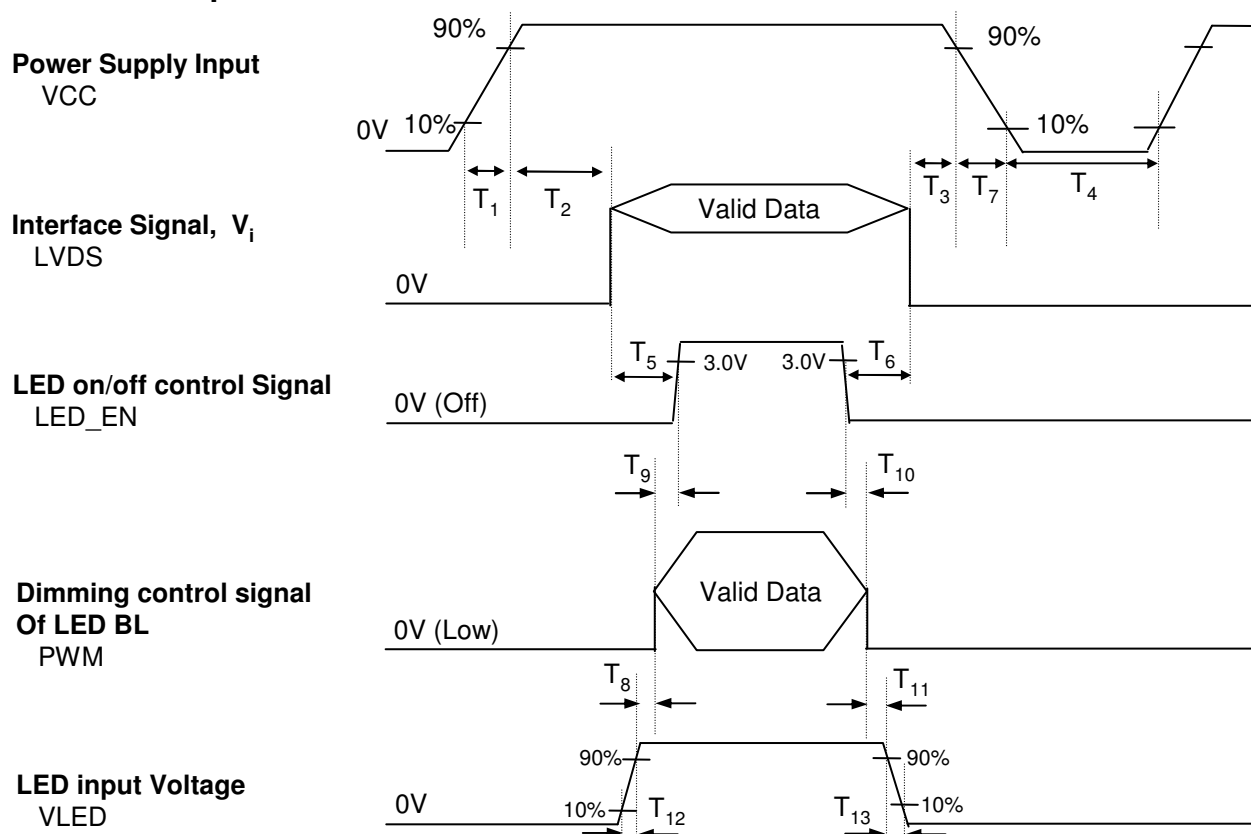 90%
90%
Power Supply Input
VCC
0V 10%
10%
T1
T2
T3
T7
T4
Valid Data
Interface Signal, Vi
LVDS
0V
T5
3.0V
3.0V
T6
LED on/off control Signal
LED_EN
0V (Off)
T9
T10
Dimming control signal
Of LED BL
PWM
Valid Data
0V (Low)
T8
T11
LED input Voltage
VLED
90%
90%
0V
10%
T12
T13
10%